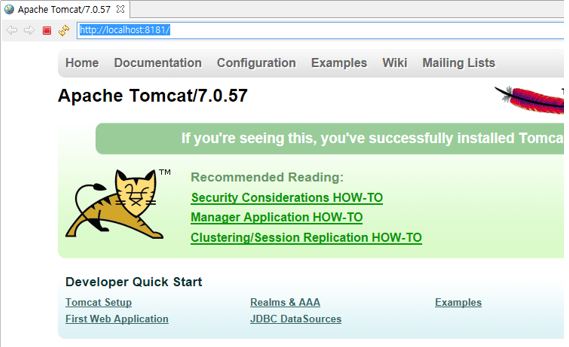 Apache Tomcat/7.0.57
http://localhost:8181/
Home Documentation Configuration Examples Wiki Mailing Lists
Apache Tomcat/7.0.57
If you're seeing this, you've successfully installed
TM
Recommended Reading:
Security Considerations HOW-TO
Manager Application HOW-TO
Clustering/Session Replication HOW-TO
Developer Quick Start
Tomcat Setup Realms & AAA Examples
First Web Application JDBC DataSources